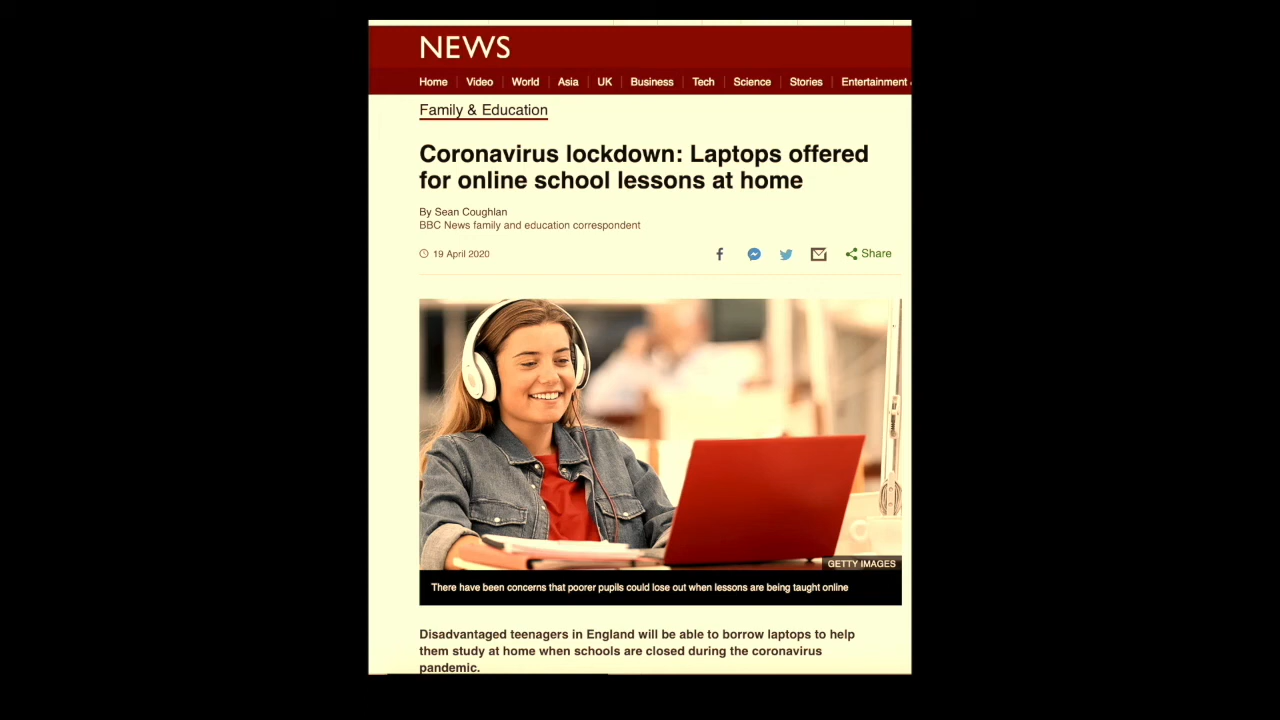 NEWS
Home Video World Asia UK Business Tech Science Stories Entertainment
Family & Education
Coronavirus lockdown: Laptops offered
for online school lessons at home
By Sean Coughlan
BBC News family and education correspondent
19 April 2020
Share
GETTY IMAGES
There have been concerns that poorer pupils could lose out when lessons are being taught online
Disadvantaged teenagers in England will be able to borrow laptops to help
them study at home when schools are closed during the coronavirus
pandemic.